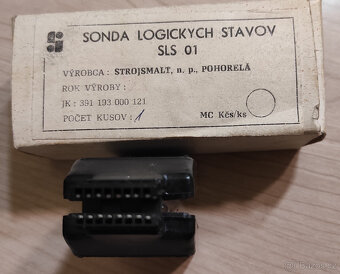 SONDA LOGICKYCH STAVOV
SLS 01
VÝROBCA : STROJSMALT, n. p., POHORELÁ
ROK VÝROBY :
JK : 391 193 000 121
POČET KUSOV : 1
MC Kčs/ks